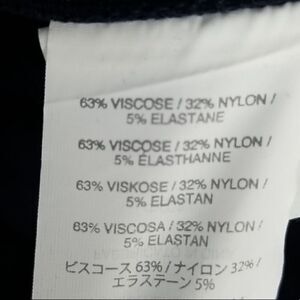 63% VISCOSE / 32% NYLON /
5% ELASTANE
63% VISCOSE / 32% NYLON /
5% ÉLASTHANNE
63% VISKOSE / 32% NYLON /
5% ELASTAN
63% VISCOSA / 32% NYLON /
5% ELASTAN
ビスコース 63% / ナイロン 32% /
エラステーン 5%